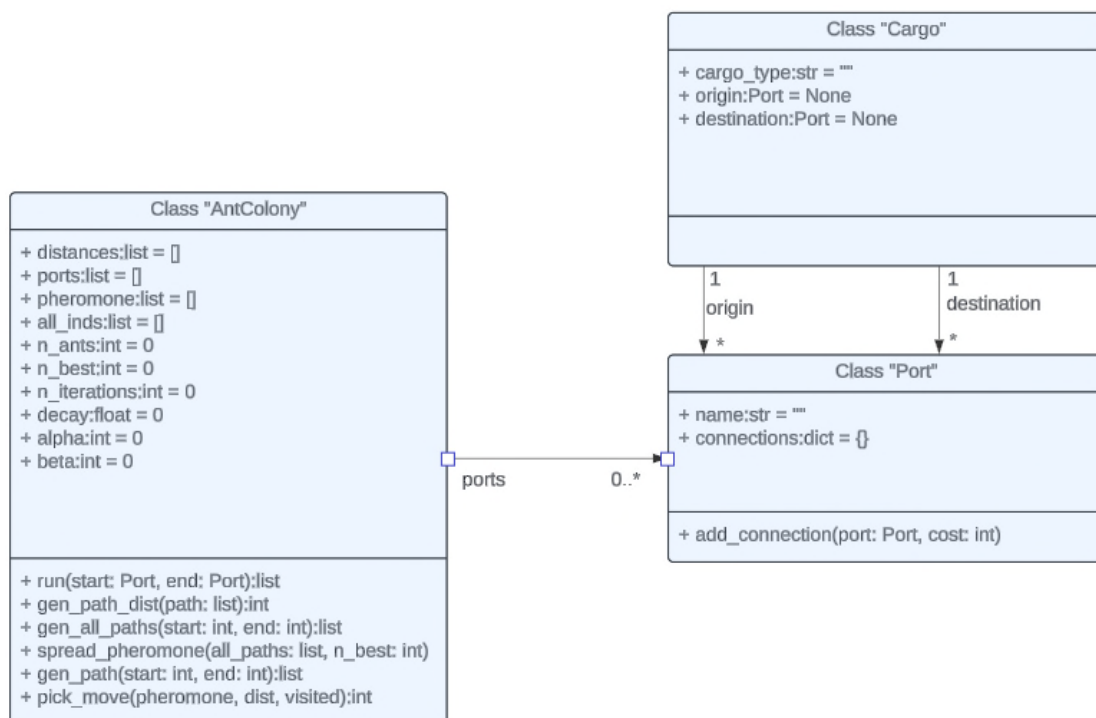 Class "Cargo"
+ cargo_type:str = ""
+ origin:Port = None
+ destination:Port = None
1
origin
*
1
destination
*
Class "AntColony"
+ distances:list = []
+ ports:list = []
+ pheromone:list = []
+ all_inds:list = []
+ n_ants:int = 0
+ n_best:int = 0
+ n_iterations:int = 0
+ decay:float = 0
+ alpha:int = 0
+ beta:int = 0
+ run(start: Port, end: Port):list
+ gen_path_dist(path: list):int
+ gen_all_paths(start: int, end: int):list
+ spread_pheromone(all_paths: list, n_best: int)
+ gen_path(start: int, end: int):list
+ pick_move(pheromone, dist, visited):int
ports
0..*
Class "Port"
+ name:str = ""
+ connections:dict = {}
+ add_connection(port: Port, cost: int)